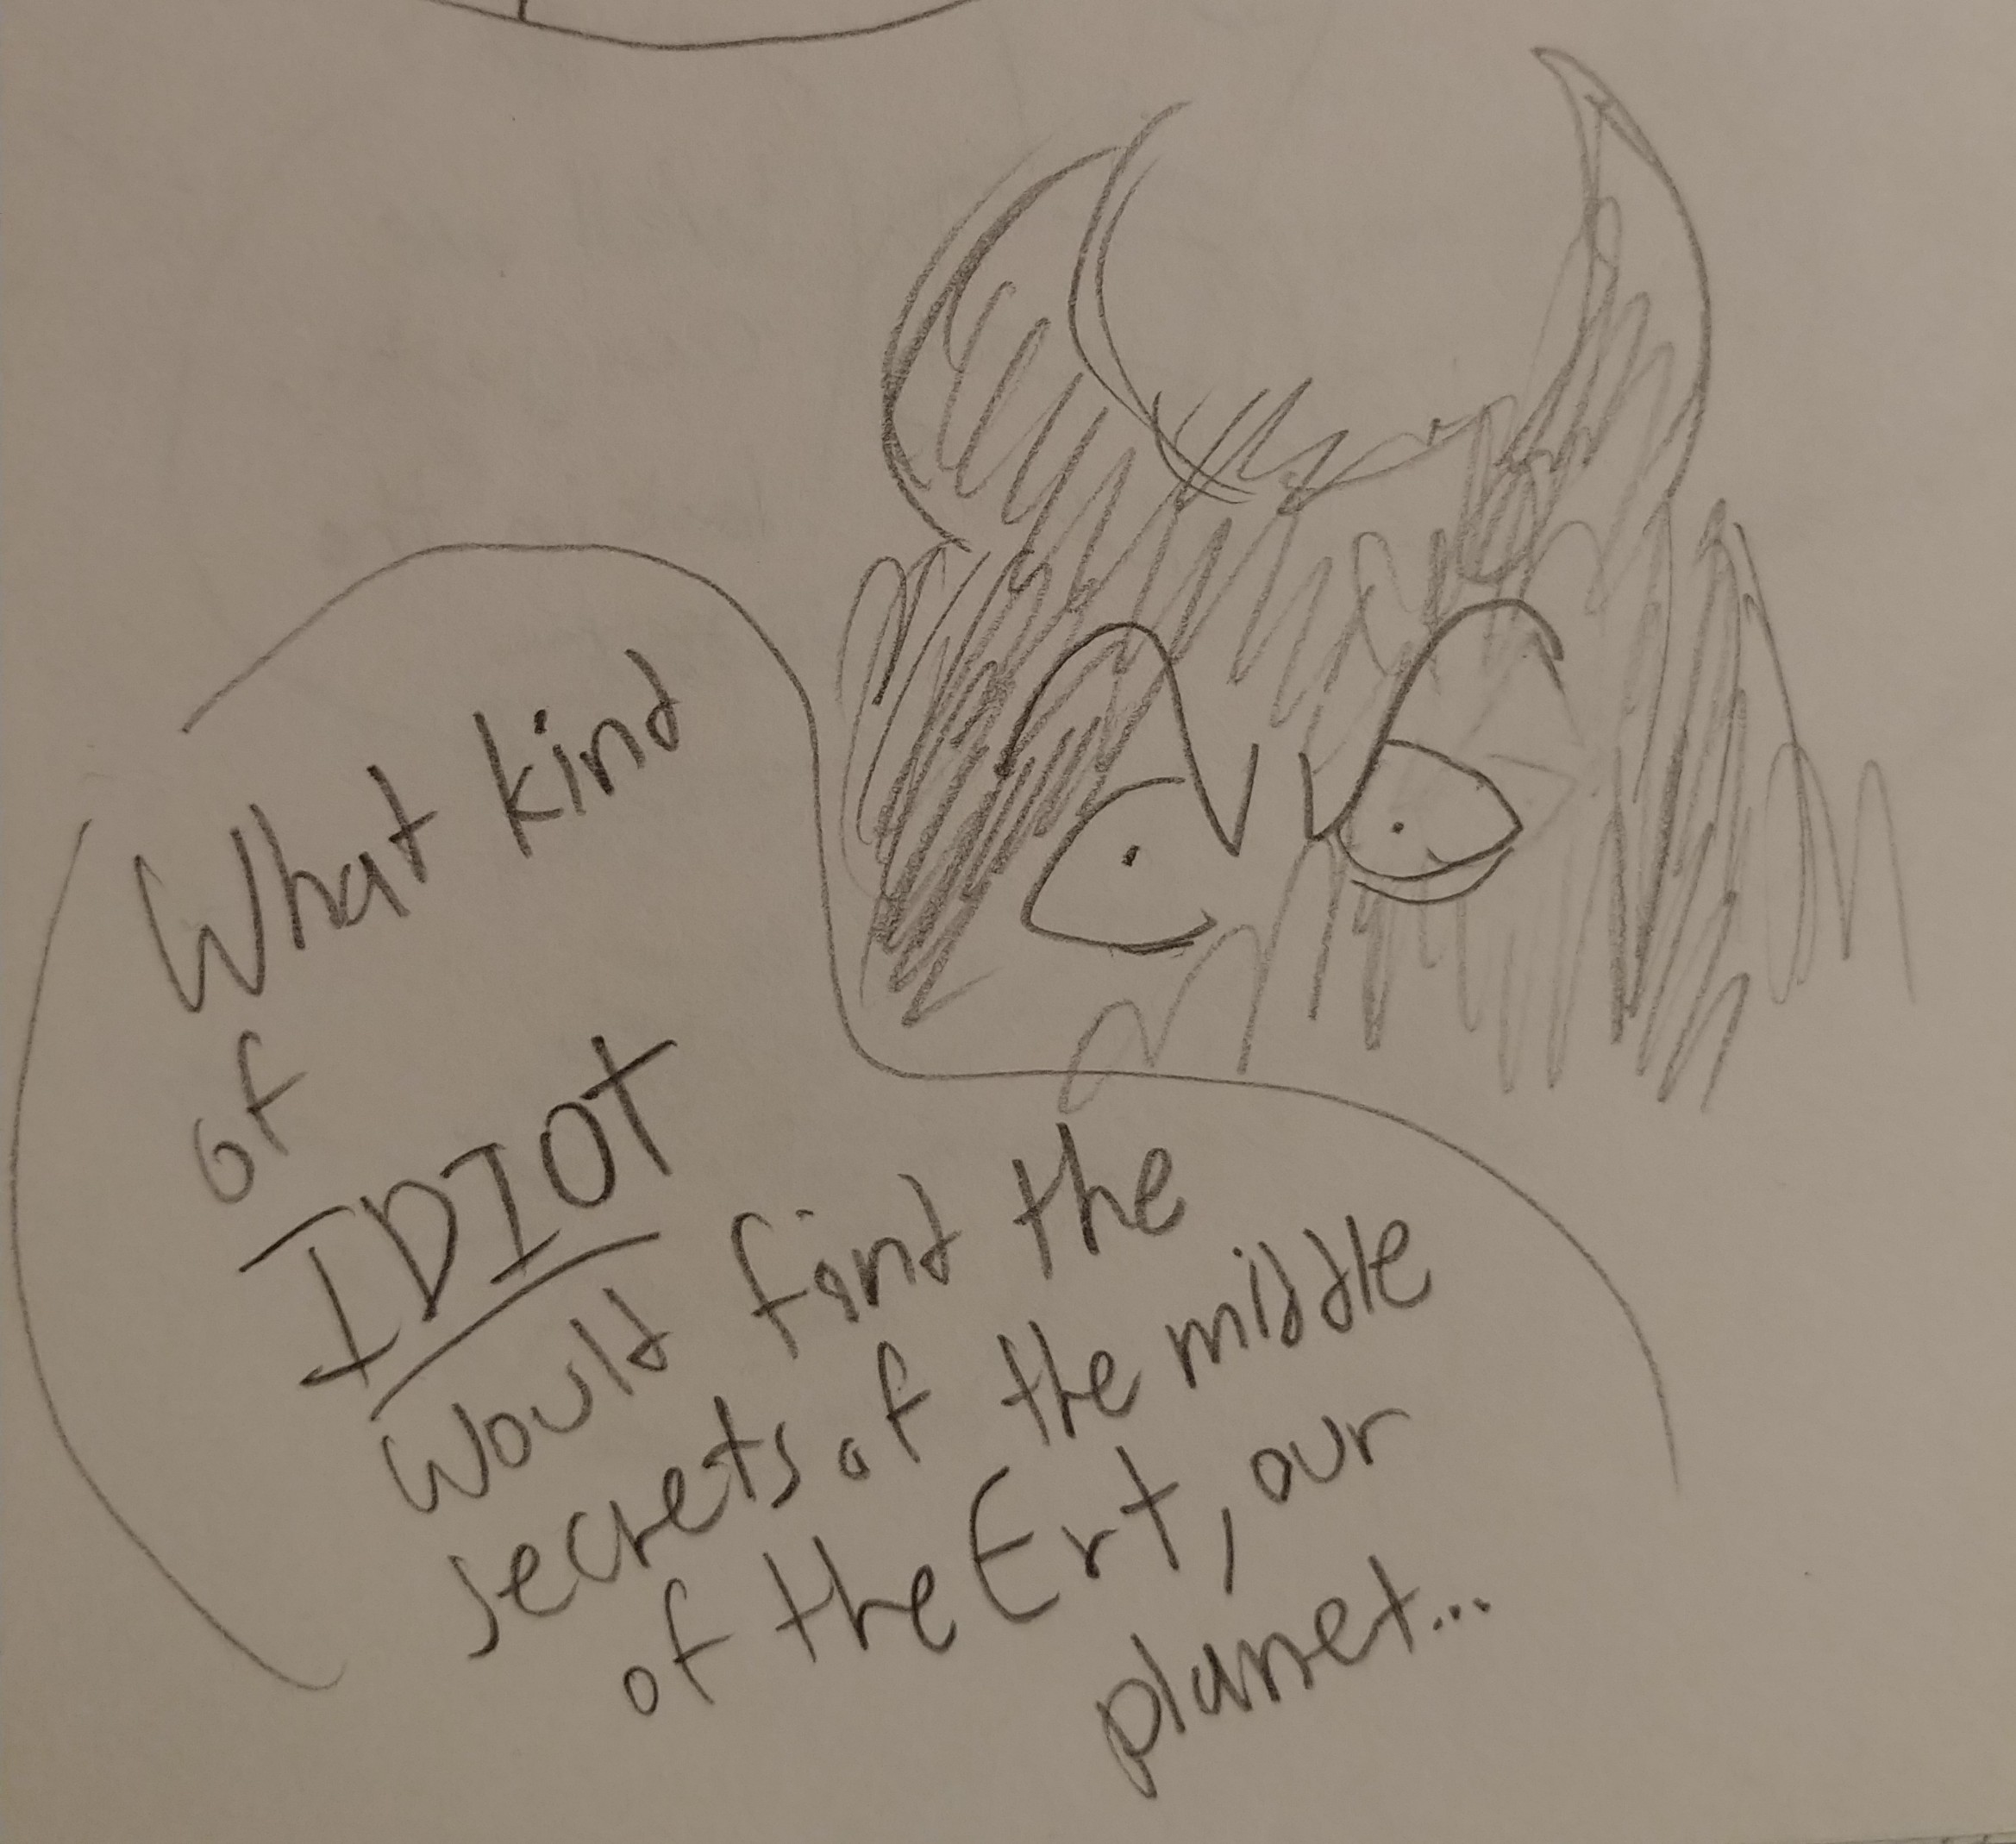 What kind
of
IDIOt
would find the
secrets of the middle
of the Ert, our
planet...